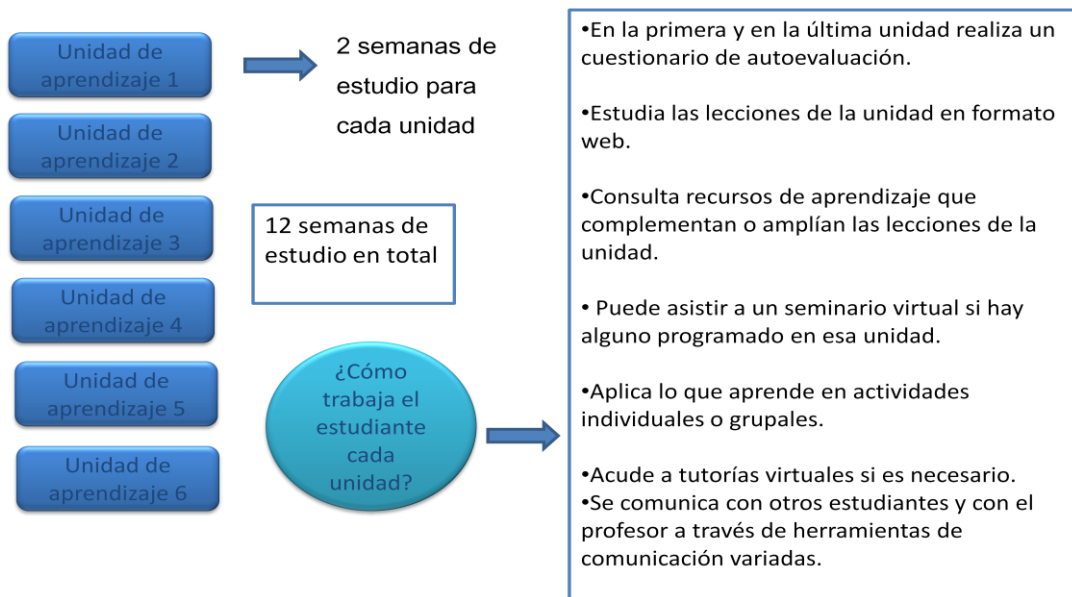 Unidad de
aprendizaje 1
2 semanas de
estudio para
cada unidad
Unidad de
aprendizaje 2
Unidad de
aprendizaje 3
12 semanas de
estudio en total
Unidad de
aprendizaje 4
Unidad de
aprendizaje 5
Unidad de
aprendizaje 6
¿Cómo
trabaja el
estudiante
cada
unidad?
•En la primera y en la última unidad realiza un
cuestionario de autoevaluación.
•Estudia las lecciones de la unidad en formato
web.
•Consulta recursos de aprendizaje que
complementan o amplían las lecciones de la
unidad.
• Puede asistir a un seminario virtual si hay
alguno programado en esa unidad.
•Aplica lo que aprende en actividades
individuales o grupales.
•Acude a tutorías virtuales si es necesario.
•Se comunica con otros estudiantes y con el
profesor a través de herramientas de
comunicación variadas.